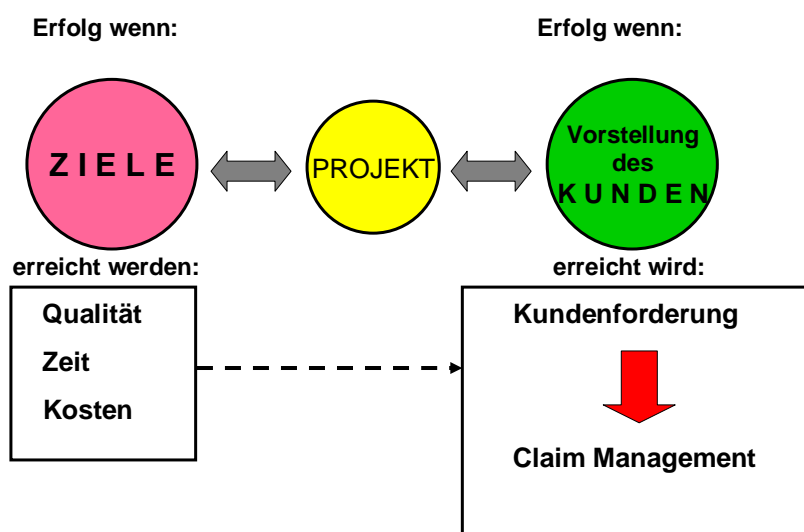 Erfolg wenn:
Erfolg wenn:
Z I E L E
PROJEKT
Vorstellung
des
K U N D E N
erreicht werden:
erreicht wird:
Qualität
Zeit
Kosten
Kundenforderung
Claim Management